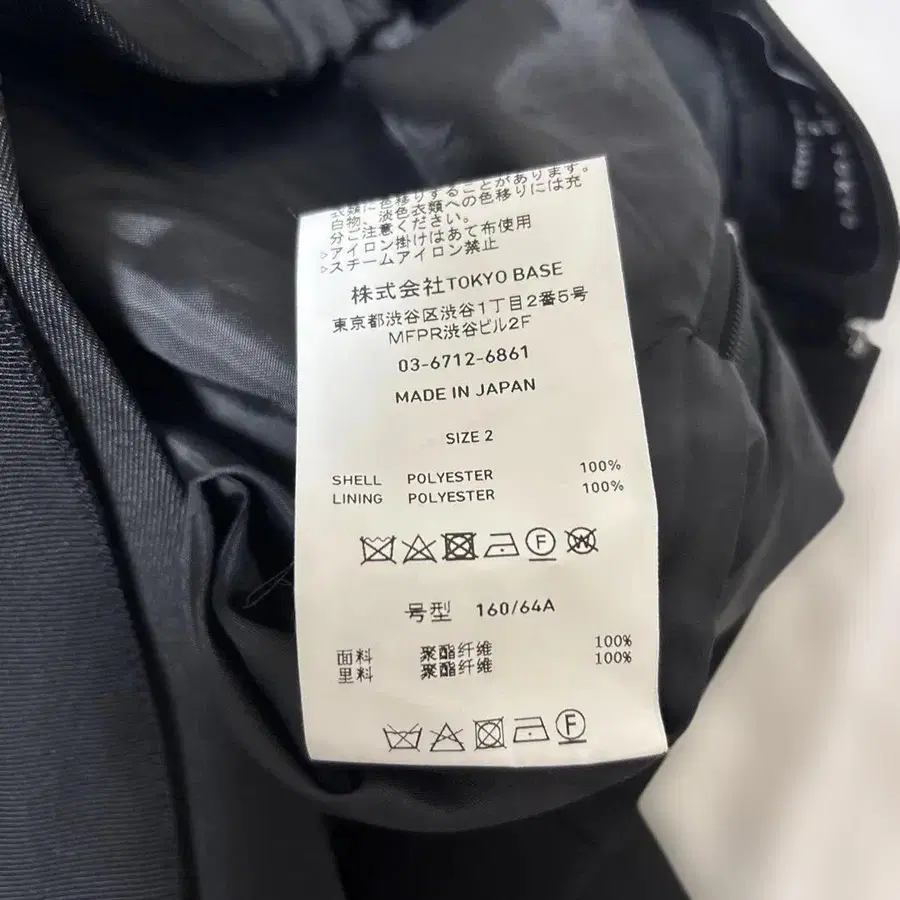 衣類に色移りすることがあります。
白物、淡色衣類への色移りには充
分ご注意ください。
▷アイロン掛けはあて布使用
▷スチームアイロン禁止
株式会社TOKYO BASE
東京都渋谷区渋谷1丁目2番5号
MFPR渋谷ビル2F
03-6712-6861
MADE IN JAPAN
SIZE 2
SHELL POLYESTER 100%
LINING POLYESTER 100%
F W
号型 160/64A
面料 聚酯纤维 100%
里料 聚酯纤维 100%
F
TOKYO